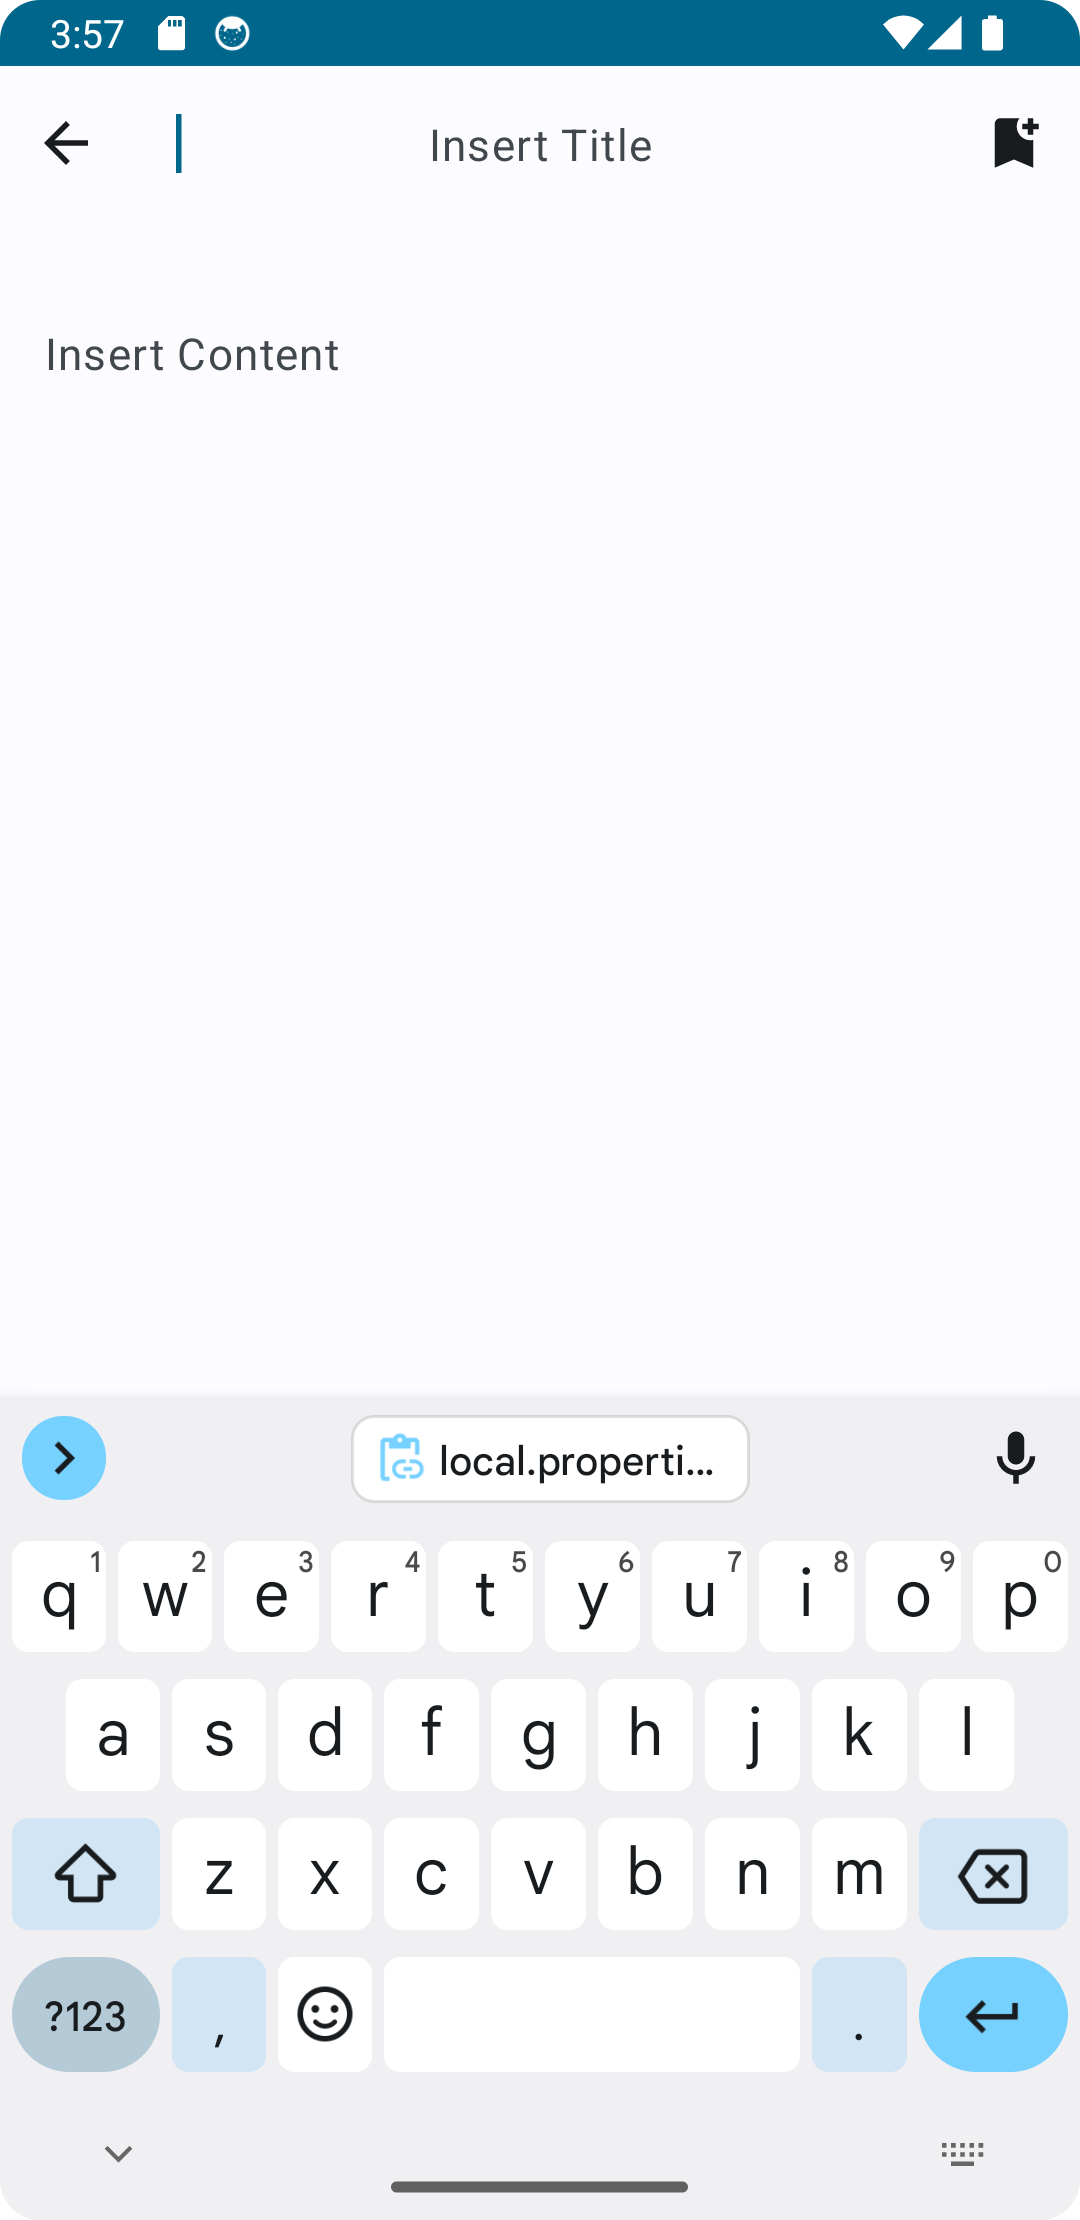 3:57
Insert Title
Insert Content
local.properti...
q 1 w 2 e 3 r 4 t 5 y 6 u 7 i 8 o 9 p 0
a s d f g h j k l
z x c v b n m
?123 , .